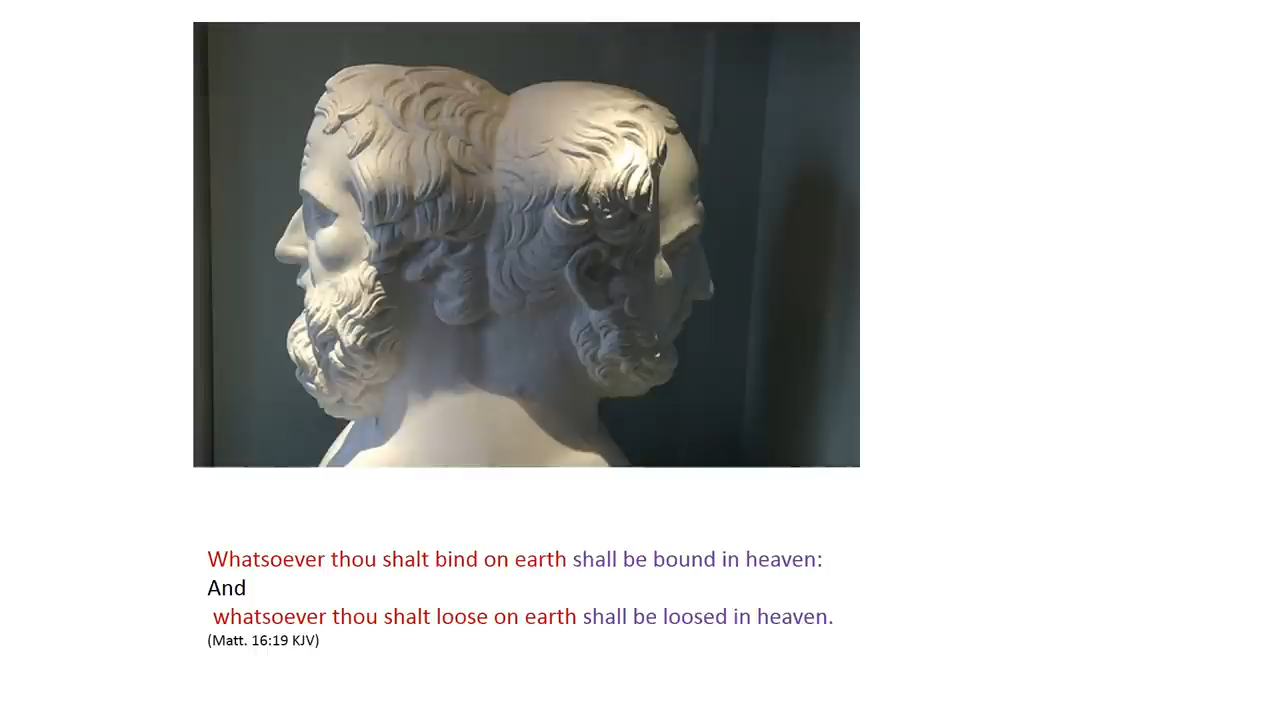 Whatsoever thou shalt bind on earth shall be bound in heaven:
And
whatsoever thou shalt loose on earth shall be loosed in heaven.
(Matt. 16:19 KJV)